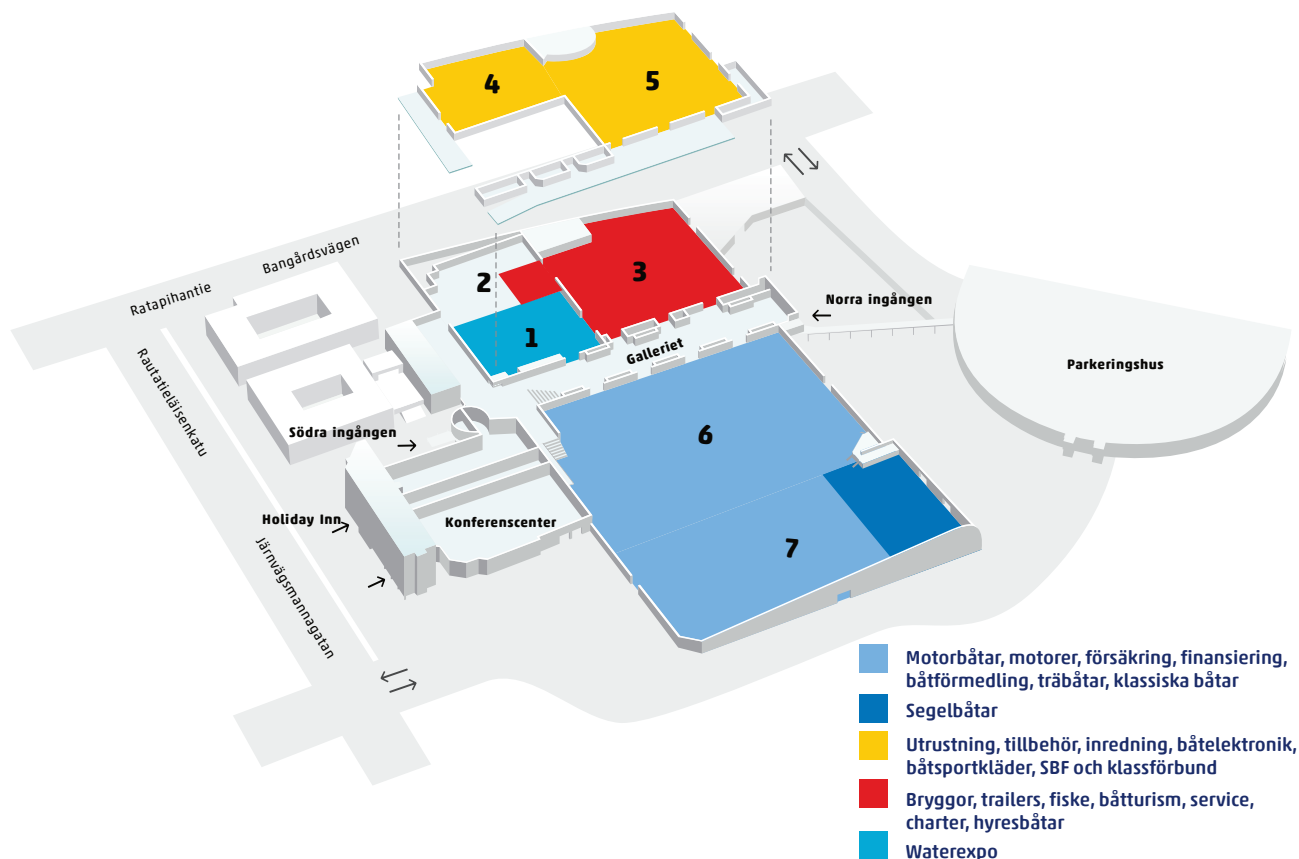 4
5
Bangårdsvägen
Ratapihantie
2
3
Norra ingången
1
Galleriet
Parkeringshus
Rautatieläisenkatu
6
Södra ingången
Holiday Inn
Konferenscenter
7
Järnvägsmannagatan
Motorbåtar, motorer, försäkring, finansiering,
båtförmedling, träbåtar, klassiska båtar
Segelbåtar
Utrustning, tillbehör, inredning, båtelektronik,
båtsportkläder, SBF och klassförbund
Bryggor, trailers, fiske, båtturism, service,
charter, hyresbåtar
Waterexpo